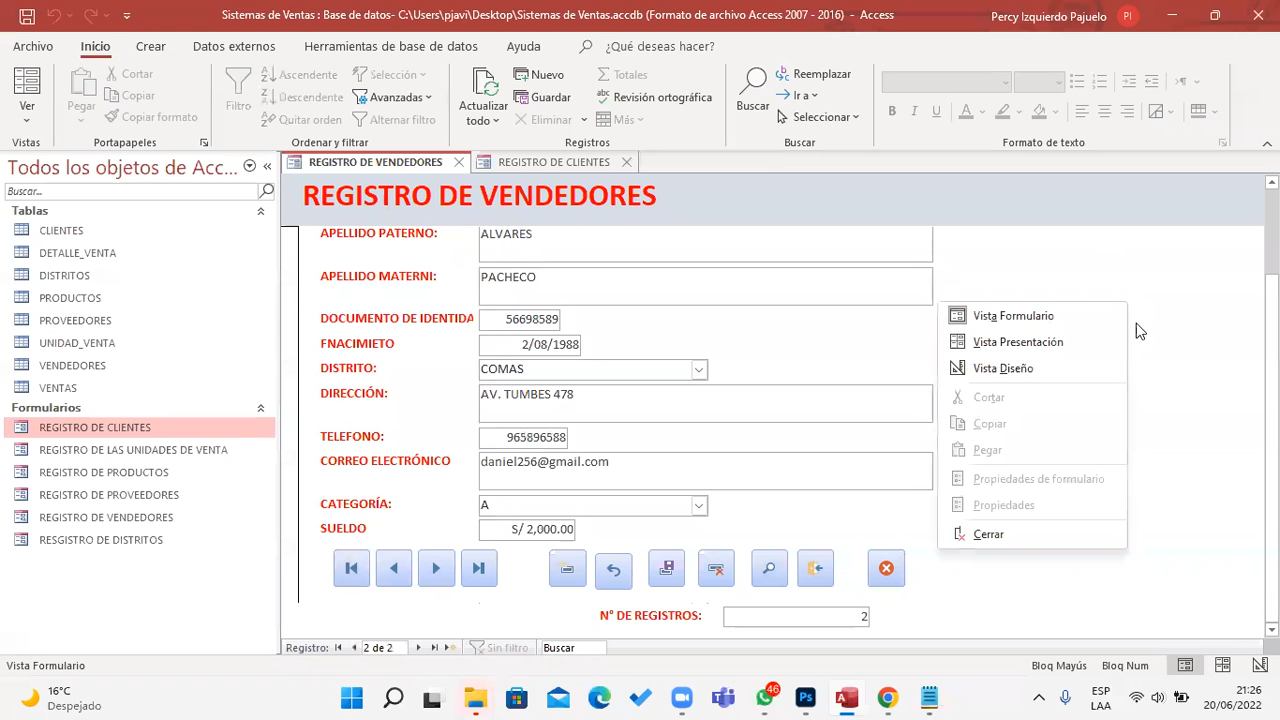 Sistemas de Ventas : Base de datos- C:\Users\pjavi\Desktop\Sistemas de Ventas.accdb (Formato de archivo Access 2007 - 2016) - Access
Percy Izquierdo Pajuelo
PI
Archivo
Inicio
Crear
Datos externos
Herramientas de base de datos
Ayuda
¿Qué deseas hacer?
Ver
Vistas
Pegar
Cortar
Copiar
Copiar formato
Portapapeles
Filtro
Ascendente
Descendente
Quitar orden
Selección
Avanzadas
Alternar filtro
Ordenar y filtrar
Actualizar
todo
Nuevo
Guardar
Eliminar
Totales
Revisión ortográfica
Más
Registros
Buscar
Reemplazar
Ir a
Seleccionar
Buscar
N
K
S
A
Formato de texto
Todos los objetos de Acc...
Buscar...
Tablas
CLIENTES
DETALLE_VENTA
DISTRITOS
PRODUCTOS
PROVEEDORES
UNIDAD_VENTA
VENDEDORES
VENTAS
Formularios
REGISTRO DE CLIENTES
REGISTRO DE LAS UNIDADES DE VENTA
REGISTRO DE PRODUCTOS
REGISTRO DE PROVEEDORES
REGISTRO DE VENDEDORES
RESGISTRO DE DISTRITOS
REGISTRO DE VENDEDORES
REGISTRO DE CLIENTES
REGISTRO DE VENDEDORES
APELLIDO PATERNO: ALVARES
APELLIDO MATERNI: PACHECO
DOCUMENTO DE IDENTIDA 56698589
FNACIMIETO 2/08/1988
DISTRITO: COMAS
DIRECCIÓN: AV. TUMBES 478
TELEFONO: 965896588
CORREO ELECTRÓNICO daniel256@gmail.com
CATEGORÍA: A
SUELDO S/ 2,000.00
N° DE REGISTROS: 2
Vista Formulario
Vista Presentación
Vista Diseño
Cortar
Copiar
Pegar
Propiedades de formulario
Propiedades
Cerrar
Registro: 2 de 2 Sin filtro Buscar
Vista Formulario
Bloq Mayús
Bloq Num
16°C
Despejado
46
ESP
LAA
21:26
20/06/2022